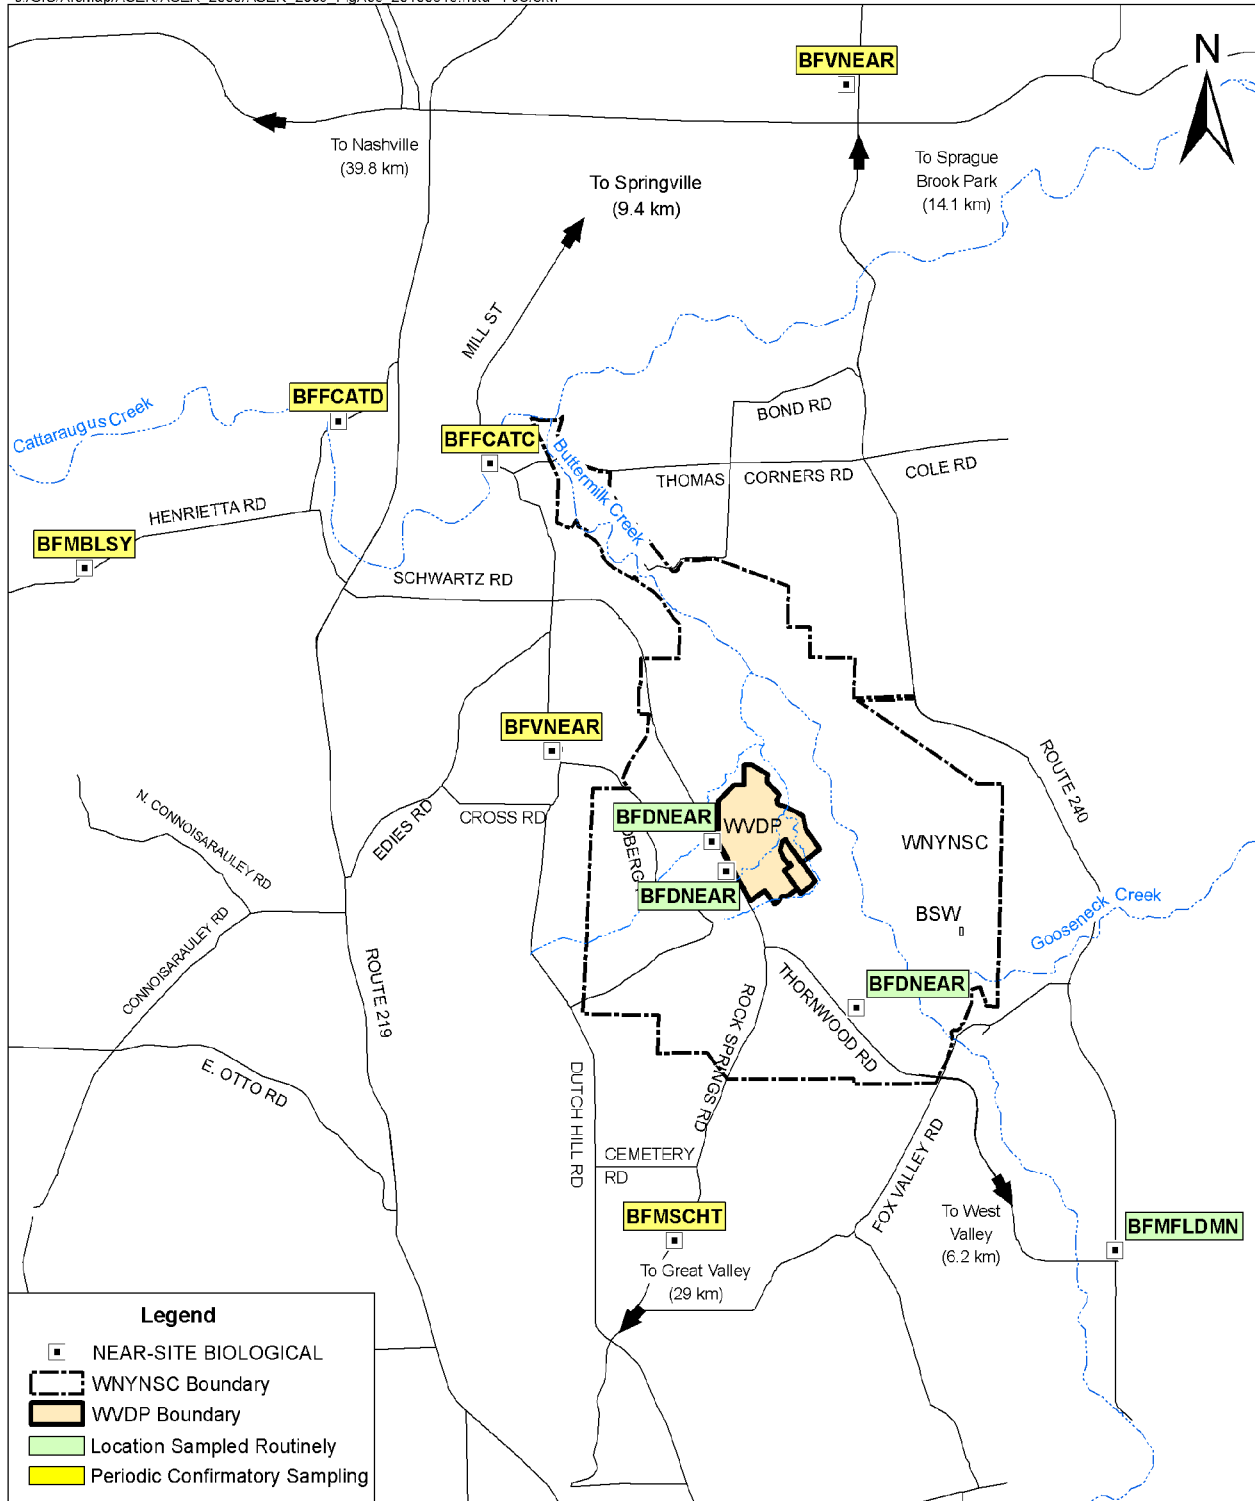 BFVNEAR
N
To Nashville
(39.8 km)
To Sprague
Brook Park
(14.1 km)
To Springville
(9.4 km)
MILL ST
BFFCATD
Cattaraugus Creek
BFFCATC
BOND RD
Buttermilk Creek
THOMAS CORNERS RD
COLE RD
HENRIETTA RD
BFMBLSY
SCHWARTZ RD
BFVNEAR
ROUTE 240
N. CONNOISARAULEY RD
EDIES RD
CROSS RD
BFDNEAR
WVDP
WNYNSC
BFDNEAR
BSW
Gooseneck Creek
CONNOISARAULEY RD
ROUTE 219
BFDNEAR
THORNWOOD RD
ROCK SPRINGS RD
E. OTTO RD
DUTCH HILL RD
CEMETERY
RD
FOX VALLEY RD
BFMSCHT
To West
Valley
(6.2 km)
BFMFLDMN
To Great Valley
(29 km)
Legend
NEAR-SITE BIOLOGICAL
WNYNSC Boundary
WVDP Boundary
Location Sampled Routinely
Periodic Confirmatory Sampling